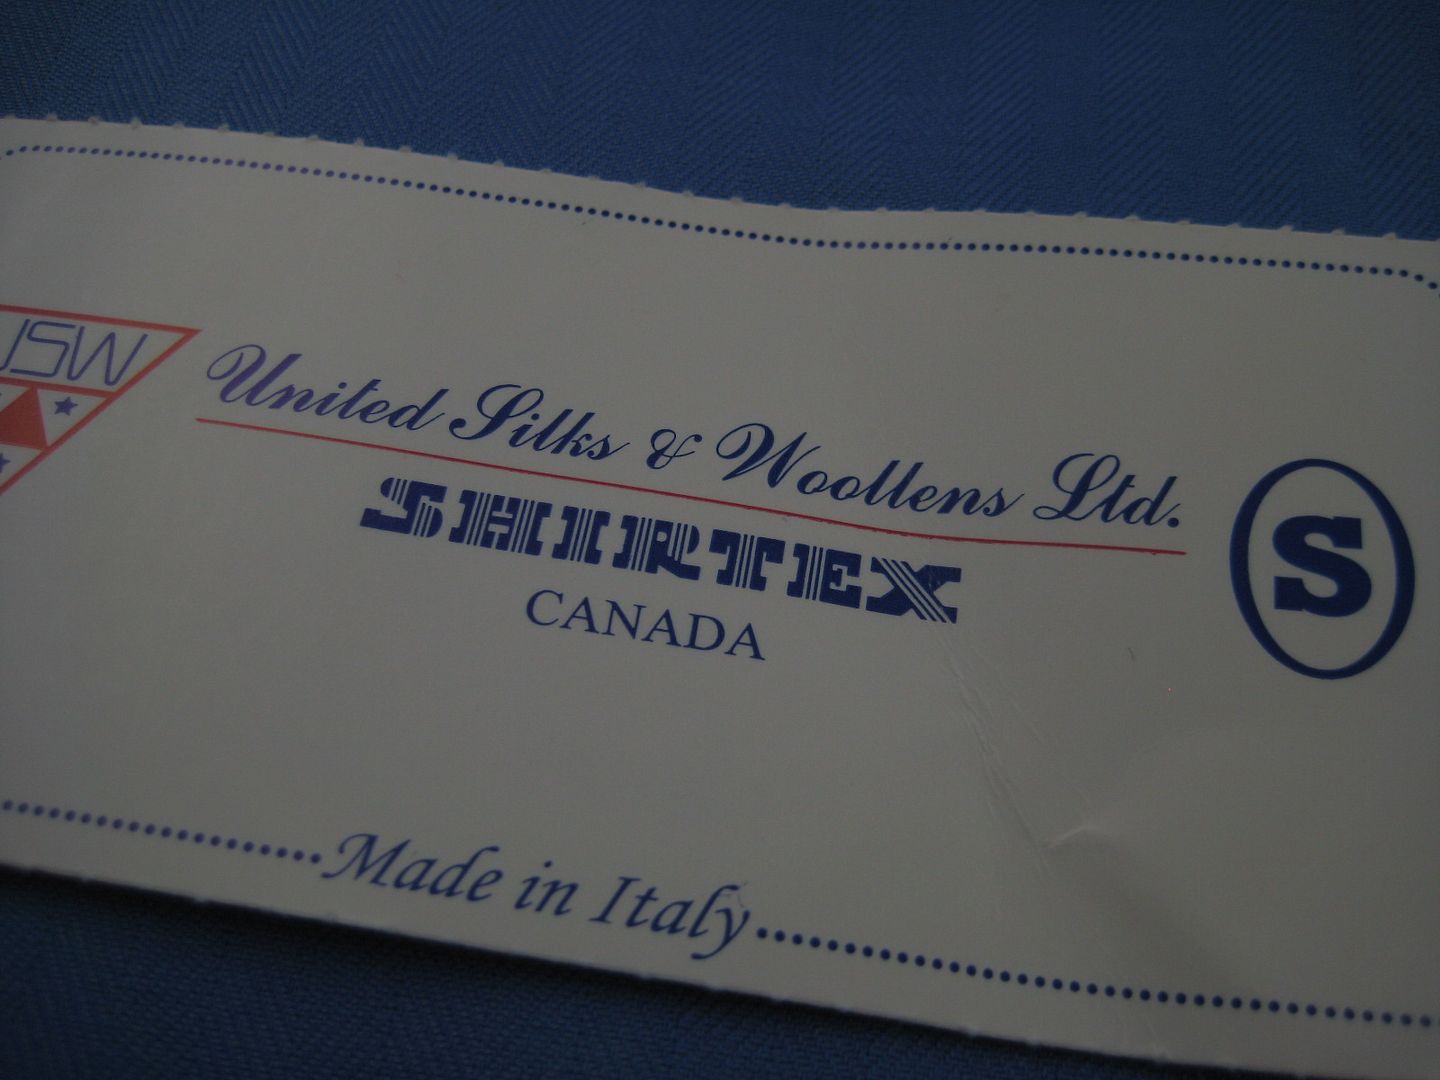 USW
United Silks & Woollens Ltd.
SHIRTEX
CANADA
S
Made in Italy